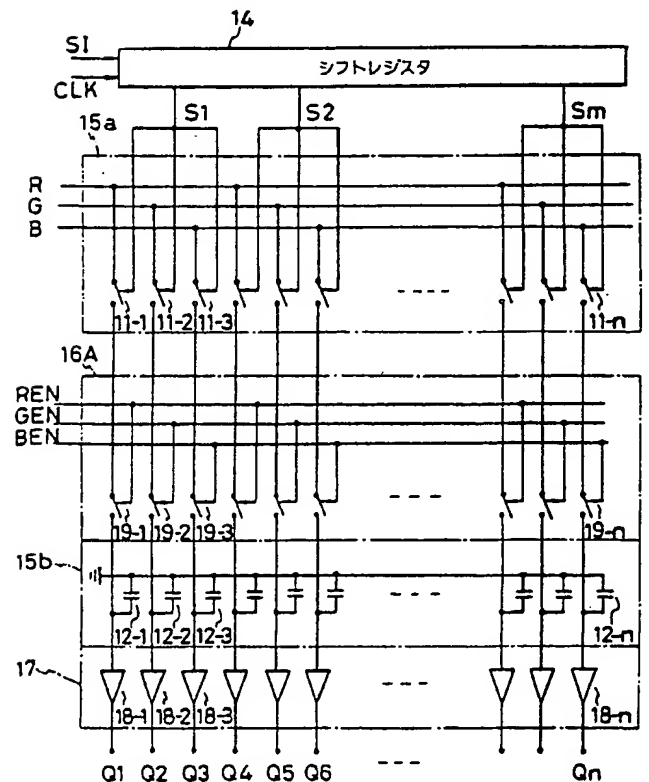 14
SI
シフトレジスタ
CLK
S1 S2 Sm
15a
R
G
B
11-1 11-2 11-3 11-n
16A
REN
GEN
BEN
19-1 19-2 19-3 19-n
15b
12-1 12-2 12-3 12-n
17
18-1 18-2 18-3 18-n
Q1 Q2 Q3 Q4 Q5 Q6 Qn